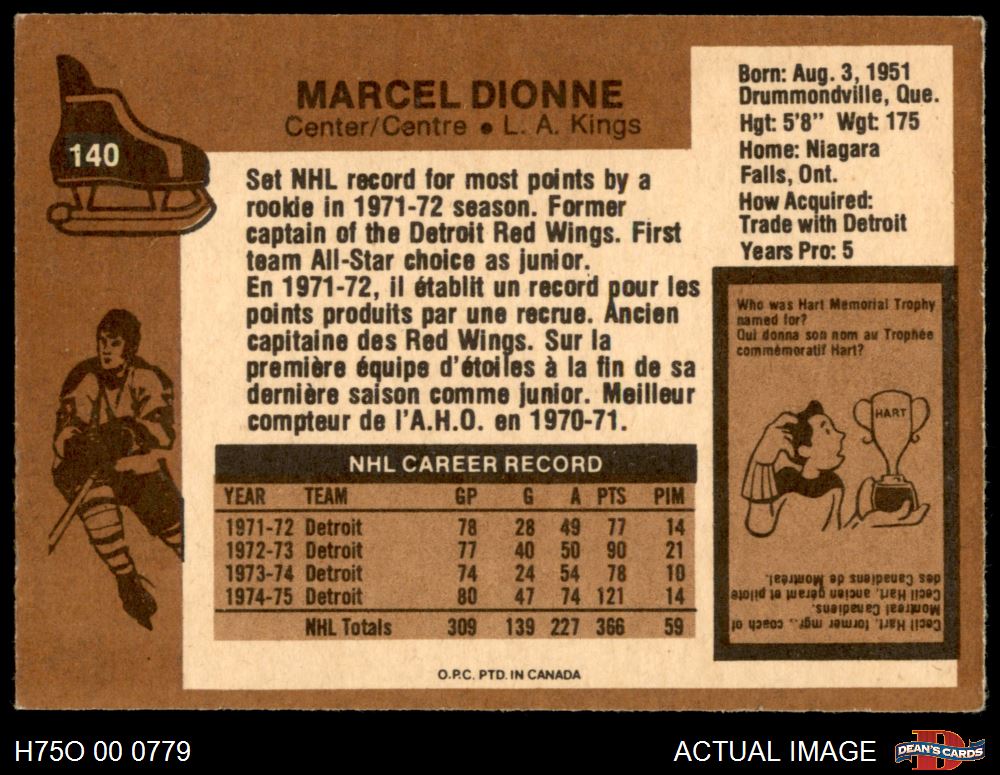 140
MARCEL DIONNE
Center/Centre • L. A. Kings
Born: Aug. 3, 1951
Drummondville, Que.
Hgt: 5'8" Wgt: 175
Home: Niagara
Falls, Ont.
How Acquired:
Trade with Detroit
Years Pro: 5
Set NHL record for most points by a
rookie in 1971-72 season. Former
captain of the Detroit Red Wings. First
team All-Star choice as junior.
En 1971-72, il établit un record pour les
points produits par une recrue. Ancien
capitaine des Red Wings. Sur la
première équipe d'étoiles à la fin de sa
dernière saison comme junior. Meilleur
compteur de l'A.H.O. en 1970-71.
Who was Hart Memorial Trophy
named for?
Qui donna son nom au Trophée
commémoratif Hart?
HART
Cecil Hart, former mgr., coach of
Montreal Canadiens.
Cecil Hart, ancien gérant et pilote
des Canadiens de Montréal.
NHL CAREER RECORD
YEAR TEAM GP G A PTS PIM
1971-72 Detroit 78 28 49 77 14
1972-73 Detroit 77 40 50 90 21
1973-74 Detroit 74 24 54 78 10
1974-75 Detroit 80 47 74 121 14
NHL Totals 309 139 227 366 59
O.P.C. PTD. IN CANADA
H75O 00 0779
ACTUAL IMAGE
D
DEAN'S CARDS